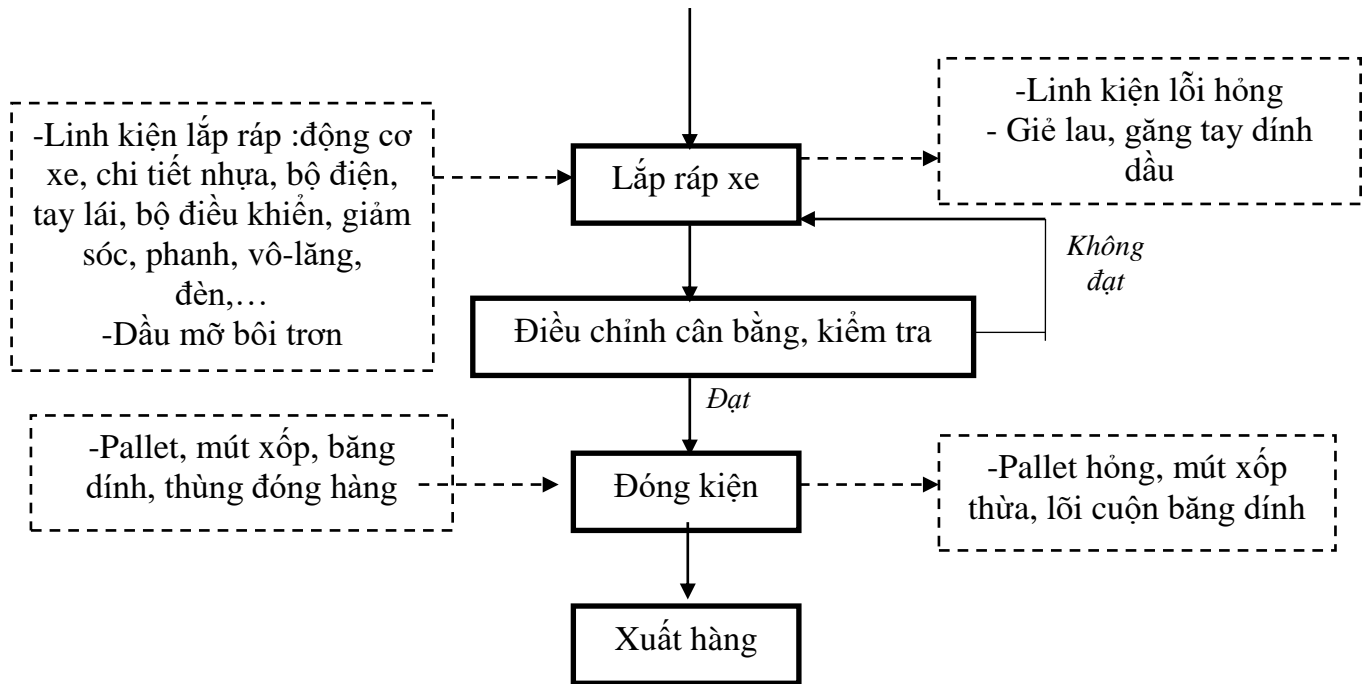 -Linh kiện lỗi hỏng
- Giẻ lau, găng tay dính
dầu
-Linh kiện lắp ráp :động cơ
xe, chi tiết nhựa, bộ điện,
tay lái, bộ điều khiển, giảm
sóc, phanh, vô-lăng,
đèn,…
-Dầu mỡ bôi trơn
Lắp ráp xe
Không
đạt
Điều chỉnh cân bằng, kiểm tra
Đạt
-Pallet, mút xốp, băng
dính, thùng đóng hàng
Đóng kiện
-Pallet hỏng, mút xốp
thừa, lõi cuộn băng dính
Xuất hàng